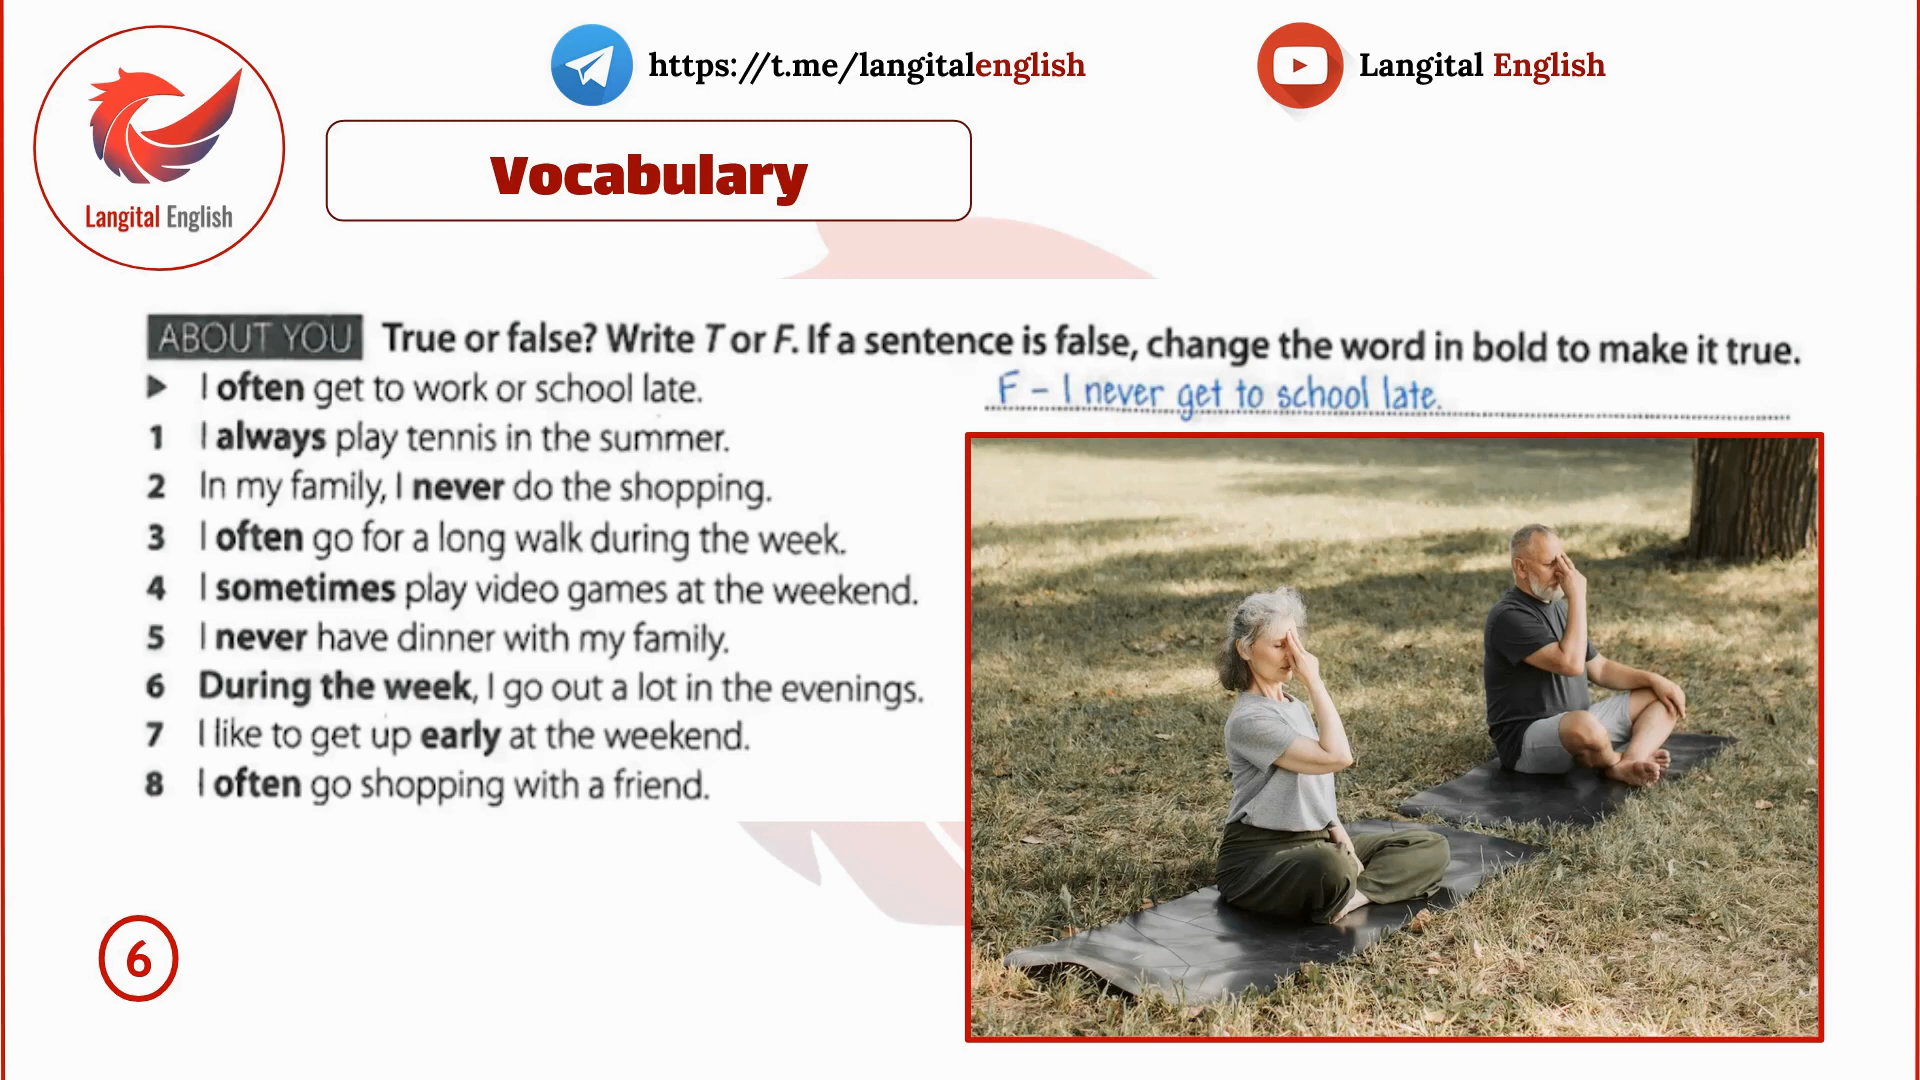 https://t.me/langitalenglish
Langital English
Langital English
Vocabulary
ABOUT YOU True or false? Write T or F. If a sentence is false, change the word in bold to make it true.
▶ I often get to work or school late. F – I never get to school late.
1 I always play tennis in the summer.
2 In my family, I never do the shopping.
3 I often go for a long walk during the week.
4 I sometimes play video games at the weekend.
5 I never have dinner with my family.
6 During the week, I go out a lot in the evenings.
7 I like to get up early at the weekend.
8 I often go shopping with a friend.
6